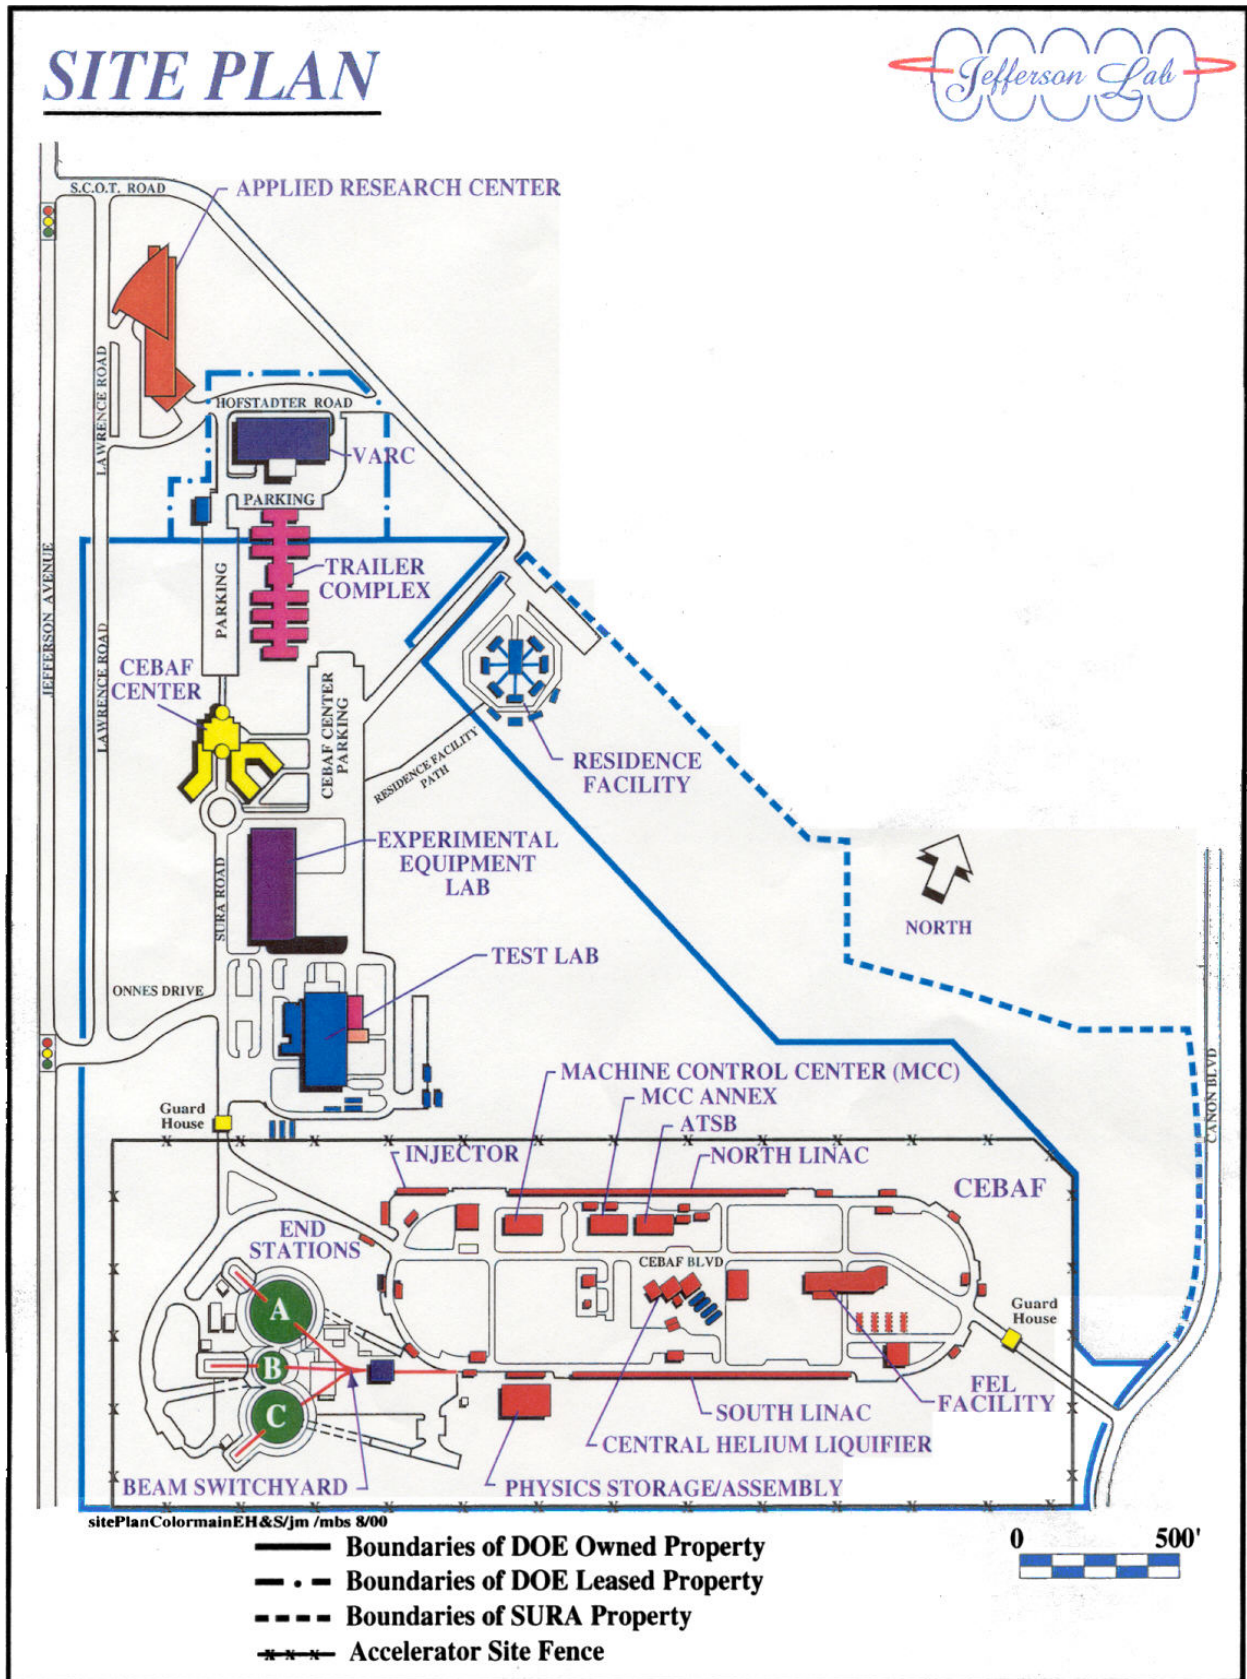 SITE PLAN
Jefferson Lab
S.C.O.T. ROAD
APPLIED RESEARCH CENTER
LAWRENCE ROAD
HOFSTADTER ROAD
VARC
PARKING
TRAILER
COMPLEX
PARKING
JEFFERSON AVENUE
LAWRENCE ROAD
CEBAF
CENTER
CEBAF CENTER
PARKING
RESIDENCE FACILITY
PATH
RESIDENCE
FACILITY
EXPERIMENTAL
EQUIPMENT
LAB
SURA ROAD
NORTH
TEST LAB
ONNES DRIVE
CANON BLVD
MACHINE CONTROL CENTER (MCC)
MCC ANNEX
ATSB
Guard
House
INJECTOR
NORTH LINAC
CEBAF
END
STATIONS
CEBAF BLVD
A
B
C
Guard
House
FEL
FACILITY
SOUTH LINAC
CENTRAL HELIUM LIQUIFIER
BEAM SWITCHYARD
PHYSICS STORAGE/ASSEMBLY
sitePlanColormainEH&S/jm /mbs 8/00
0 500'
Boundaries of DOE Owned Property
Boundaries of DOE Leased Property
Boundaries of SURA Property
Accelerator Site Fence